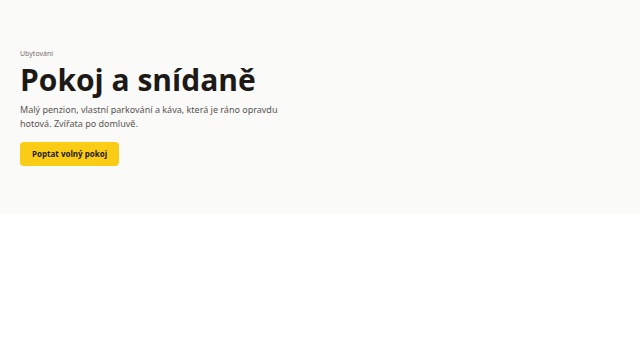 Ubytování
Pokoj a snídaně
Malý penzion, vlastní parkování a káva, která je ráno opravdu
hotová. Zvířata po domluvě.
Poptat volný pokoj